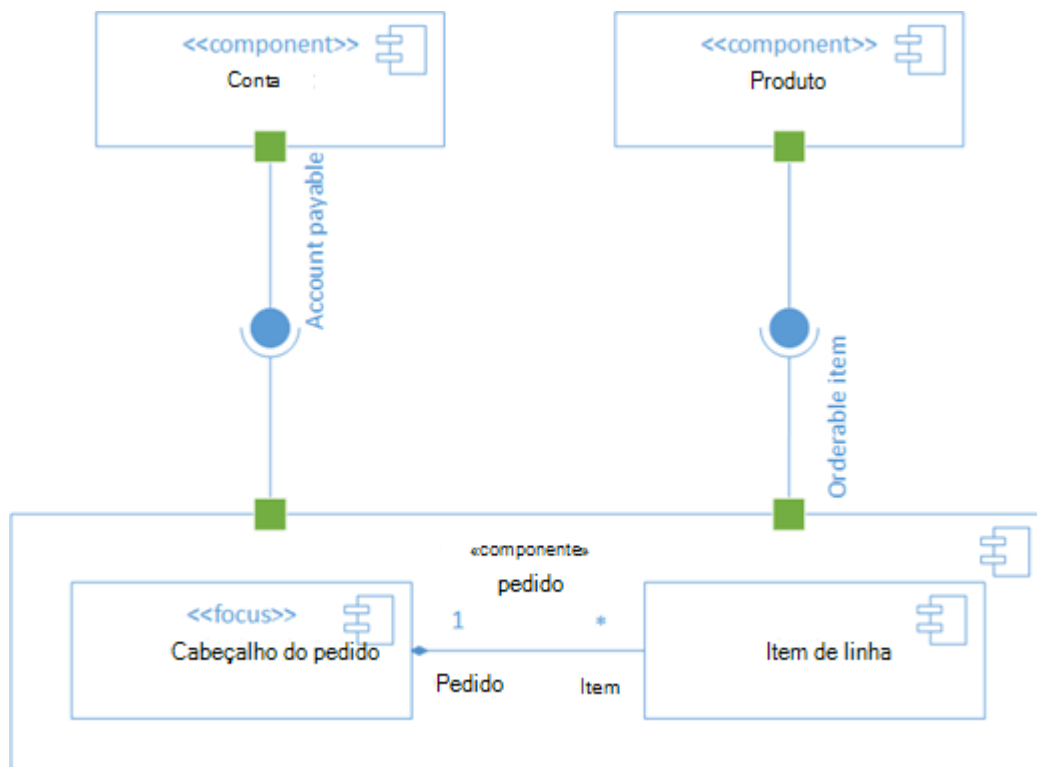 <<component>>
Conta
<<component>>
Produto
Account payable
Orderable item
«componente»
pedido
<<focus>>
Cabeçalho do pedido
1
*
Pedido
Item
Item de linha